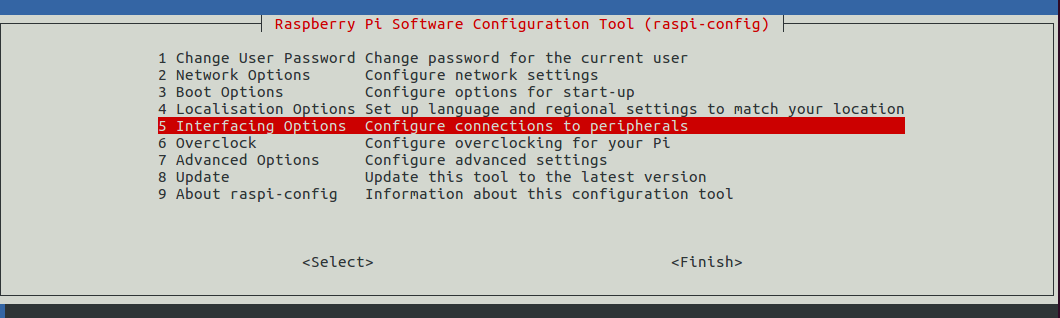 Raspberry Pi Software Configuration Tool (raspi-config)
1 Change User Password Change password for the current user
2 Network Options Configure network settings
3 Boot Options Configure options for start-up
4 Localisation Options Set up language and regional settings to match your location
5 Interfacing Options Configure connections to peripherals
6 Overclock Configure overclocking for your Pi
7 Advanced Options Configure advanced settings
8 Update Update this tool to the latest version
9 About raspi-config Information about this configuration tool
<Select> <Finish>